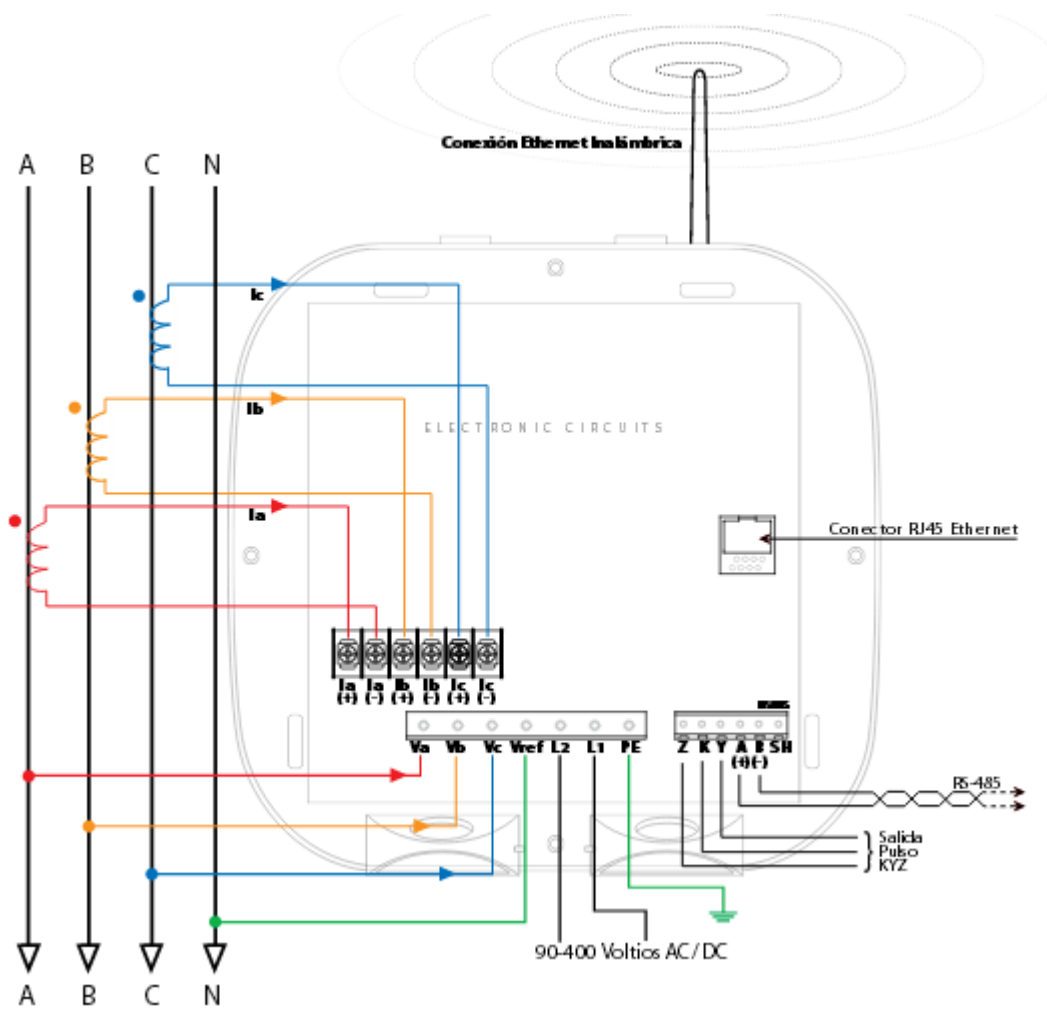 Conexión Ethernet Inalámbrica
A B C N
Ic
Ib
ELECTRONIC CIRCUITS
Ia
Conector RJ45 Ethernet
Ia (+) Ia (-) Ib (+) Ib (-) Ic (+) Ic (-)
Va Vb Vc Vref L2 L1 PE
Z K Y A (+) B (-) SH
RS-485
Salida
Pulso
KYZ
90-400 Voltios AC/DC
A B C N